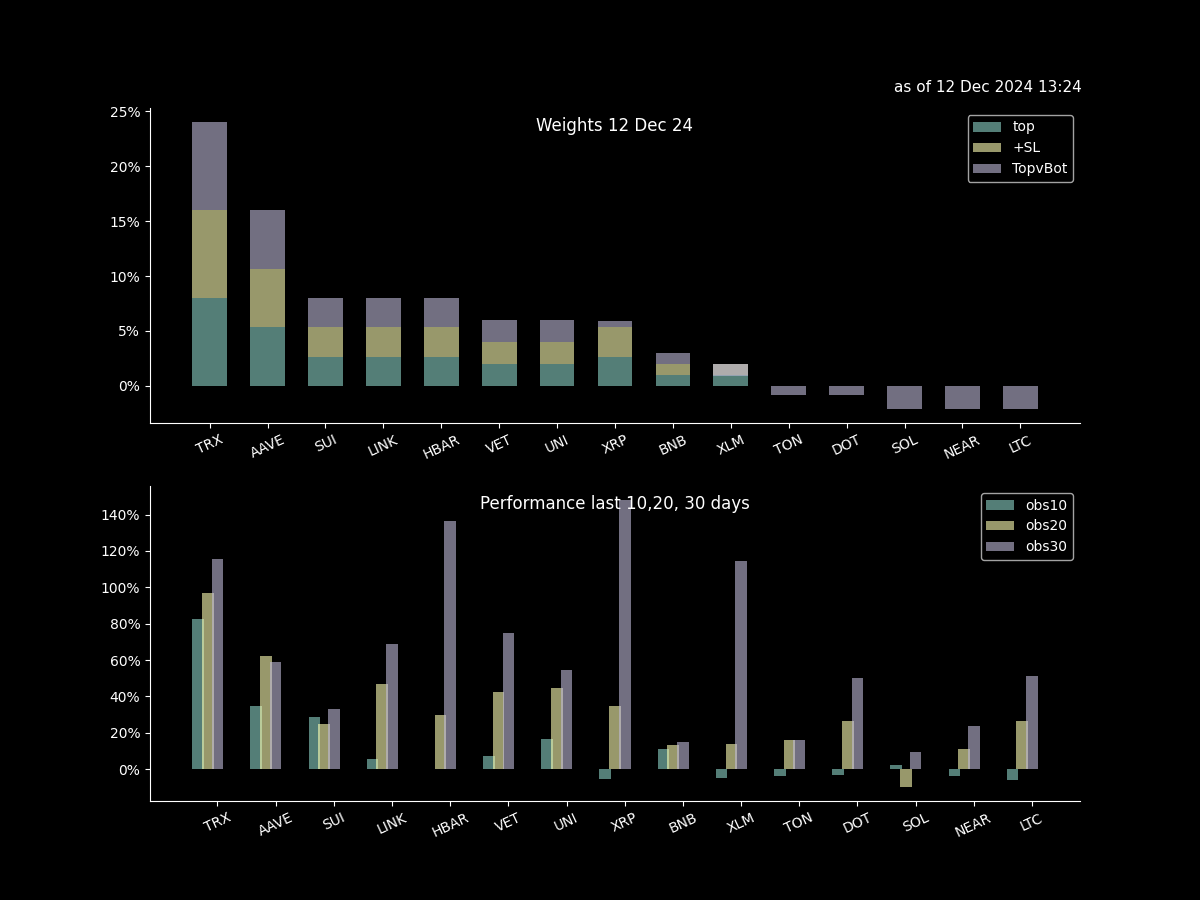 as of 12 Dec 2024 13:24
Weights 12 Dec 24
top
+SL
TopvBot
25%
20%
15%
10%
5%
0%
TRX AAVE SUI LINK HBAR VET UNI XRP BNB XLM TON DOT SOL NEAR LTC
Performance last 10,20, 30 days
obs10
obs20
obs30
140%
120%
100%
80%
60%
40%
20%
0%
TRX AAVE SUI LINK HBAR VET UNI XRP BNB XLM TON DOT SOL NEAR LTC